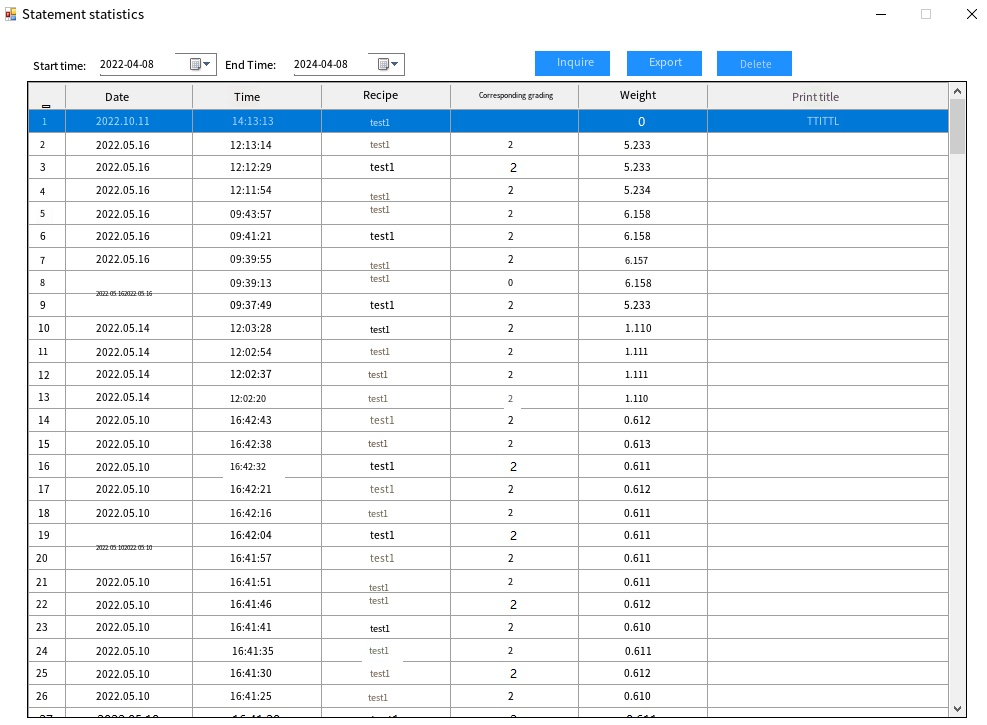 Statement statistics
Start time: 2022-04-08 End Time: 2024-04-08 Inquire Export Delete
Date Time Recipe Corresponding grading Weight Print title
1 2022.10.11 14:13:13 test1 0 TTITTL
2 2022.05.16 12:13:14 test1 2 5.233
3 2022.05.16 12:12:29 test1 2 5.233
4 2022.05.16 12:11:54 test1 2 5.234
5 2022.05.16 09:43:57 test1 2 6.158
6 2022.05.16 09:41:21 test1 2 6.158
7 2022.05.16 09:39:55 test1 2 6.157
8 09:39:13 test1 0 6.158
2022.05.162022.05.16
9 09:37:49 test1 2 5.233
10 2022.05.14 12:03:28 test1 2 1.110
11 2022.05.14 12:02:54 test1 2 1.111
12 2022.05.14 12:02:37 test1 2 1.111
13 2022.05.14 12:02:20 test1 2 1.110
14 2022.05.10 16:42:43 test1 2 0.612
15 2022.05.10 16:42:38 test1 2 0.613
16 2022.05.10 16:42:32 test1 2 0.611
17 2022.05.10 16:42:21 test1 2 0.612
18 2022.05.10 16:42:16 test1 2 0.611
19 16:42:04 test1 2 0.611
2022.05.102022.05.10
20 16:41:57 test1 2 0.611
21 2022.05.10 16:41:51 test1 2 0.611
22 2022.05.10 16:41:46 test1 2 0.612
23 2022.05.10 16:41:41 test1 2 0.610
24 2022.05.10 16:41:35 test1 2 0.611
25 2022.05.10 16:41:30 test1 2 0.612
26 2022.05.10 16:41:25 test1 2 0.610